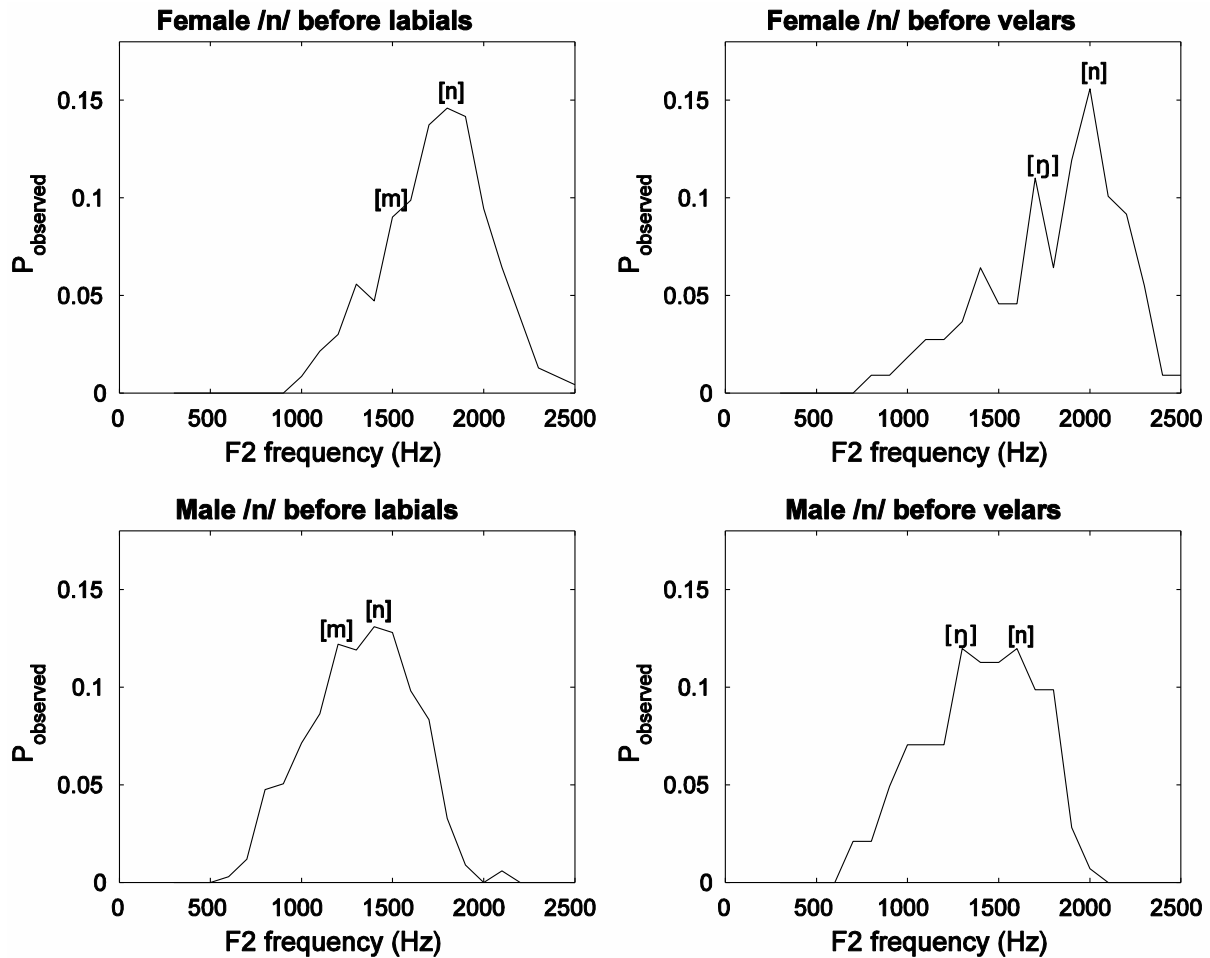 Female /n/ before labials
[n]
[m]
0.15
0.1
0.05
0
P observed
0 500 1000 1500 2000 2500
F2 frequency (Hz)
Female /n/ before velars
[n]
[ŋ]
0.15
0.1
0.05
0
P observed
0 500 1000 1500 2000 2500
F2 frequency (Hz)
Male /n/ before labials
[n]
[m]
0.15
0.1
0.05
0
P observed
0 500 1000 1500 2000 2500
F2 frequency (Hz)
Male /n/ before velars
[ŋ] [n]
0.15
0.1
0.05
0
P observed
0 500 1000 1500 2000 2500
F2 frequency (Hz)